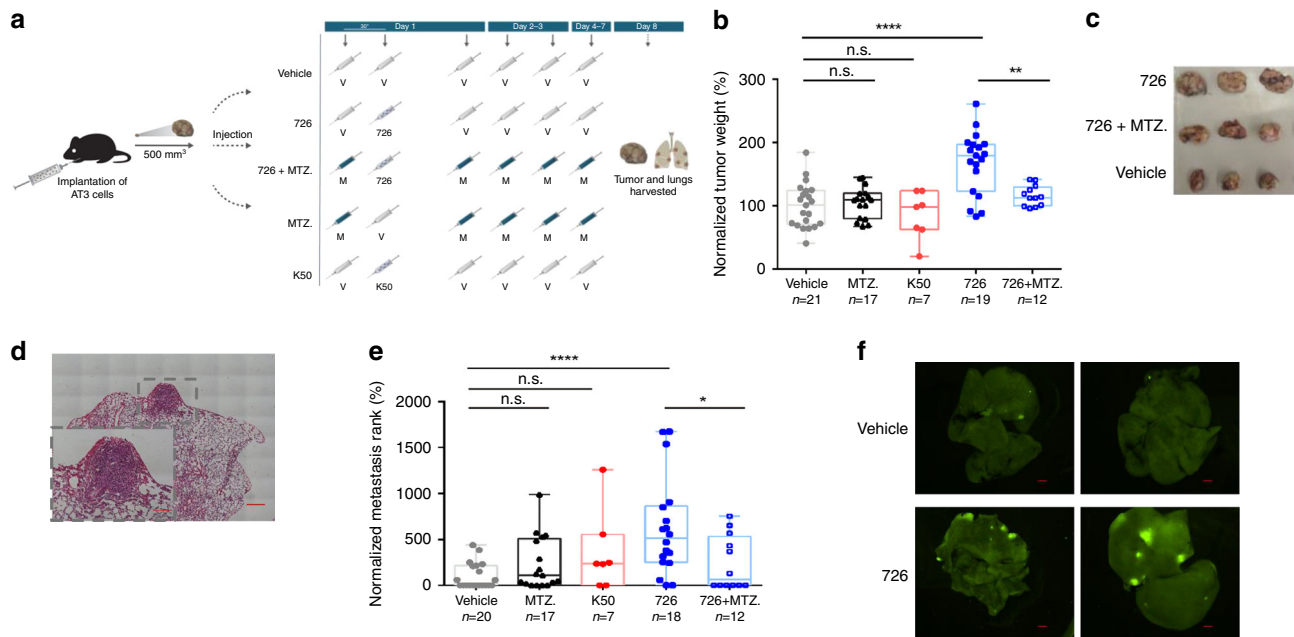 a
30"
Day 1
Day 2–3
Day 4–7
Day 8
Vehicle
V
V
V
V
V
V
726
V
726
V
V
V
V
726 + MTZ.
M
726
M
M
M
M
MTZ.
M
V
M
M
M
M
K50
V
K50
V
V
V
V
Implantation of
AT3 cells
500 mm³
Injection
Tumor and lungs
harvested
b
Normalized tumor weight (%)
300
200
100
0
****
n.s.
n.s.
**
Vehicle
MTZ.
K50
726
726+MTZ.
n=21
n=17
n=7
n=19
n=12
c
726
726 + MTZ.
Vehicle
d
e
Normalized metastasis rank (%)
2000
1500
1000
500
0
****
n.s.
n.s.
*
Vehicle
MTZ.
K50
726
726+MTZ.
n=20
n=17
n=7
n=18
n=12
f
Vehicle
726